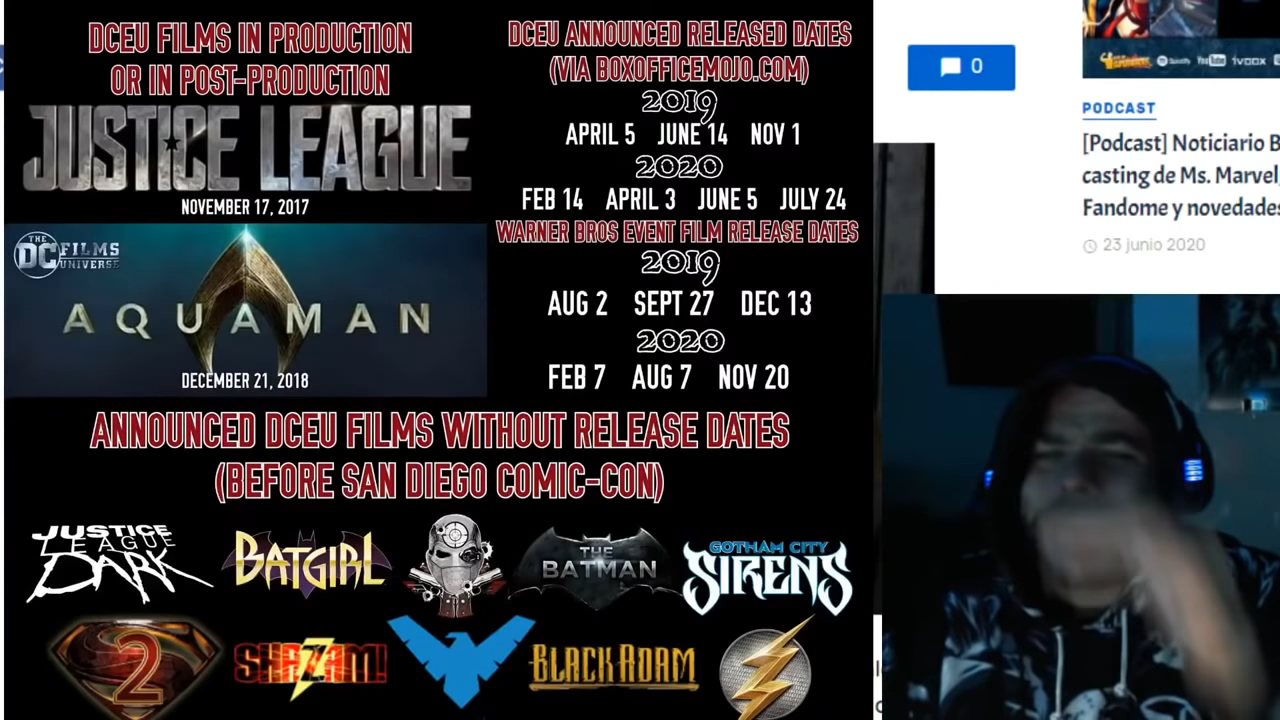 DCEU FILMS IN PRODUCTION
OR IN POST-PRODUCTION
JUSTICE LEAGUE
NOVEMBER 17, 2017
THE
DC FILMS
UNIVERSE
AQUAMAN
DECEMBER 21, 2018
DCEU ANNOUNCED RELEASED DATES
(VIA BOXOFFICEMOJO.COM)
2019
APRIL 5 JUNE 14 NOV 1
2020
FEB 14 APRIL 3 JUNE 5 JULY 24
WARNER BROS EVENT FILM RELEASE DATES
2019
AUG 2 SEPT 27 DEC 13
2020
FEB 7 AUG 7 NOV 20
ANNOUNCED DCEU FILMS WITHOUT RELEASE DATES
(BEFORE SAN DIEGO COMIC-CON)
JUSTICE
LEAGUE
DARK
BATGIRL
THE
BATMAN
GOTHAM CITY
SIRENS
2
SHAZAM!
BLACK ADAM
0
Spotify YouTube ivoox
PODCAST
[Podcast] Noticiario B
casting de Ms. Marvel,
Fandome y novedades
23 junio 2020